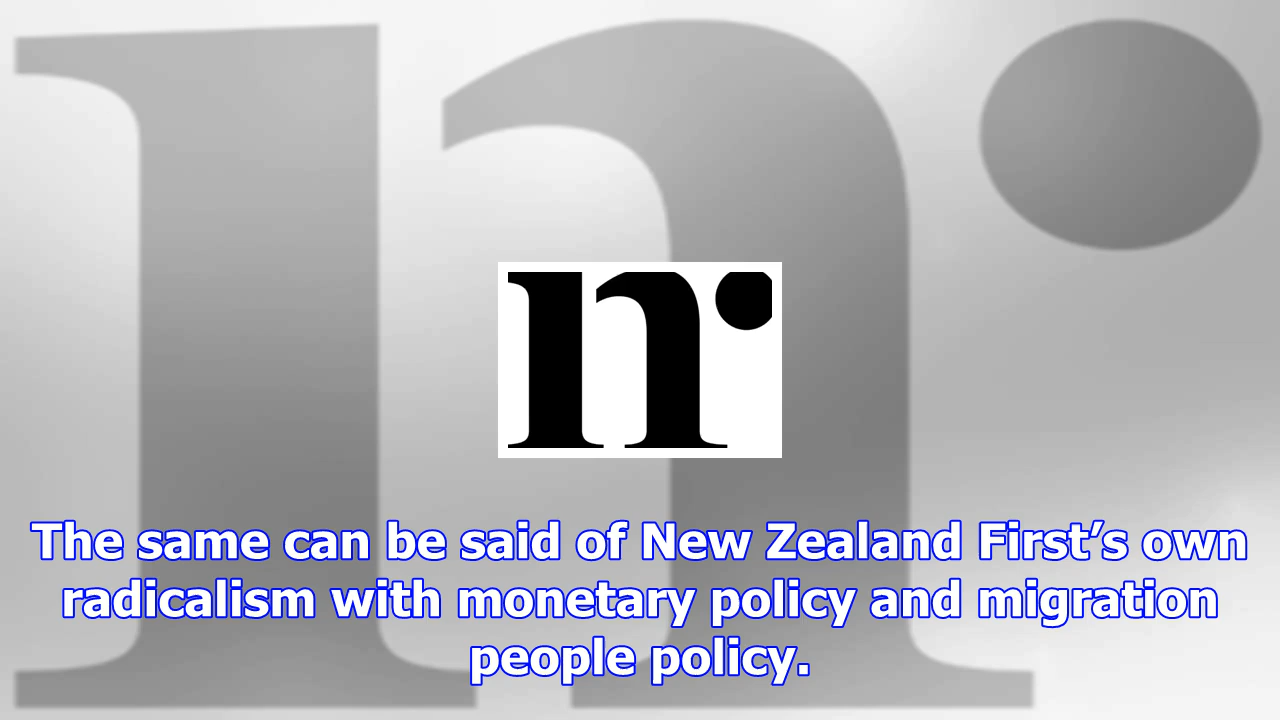 n
The same can be said of New Zealand First’s own
radicalism with monetary policy and migration
people policy.